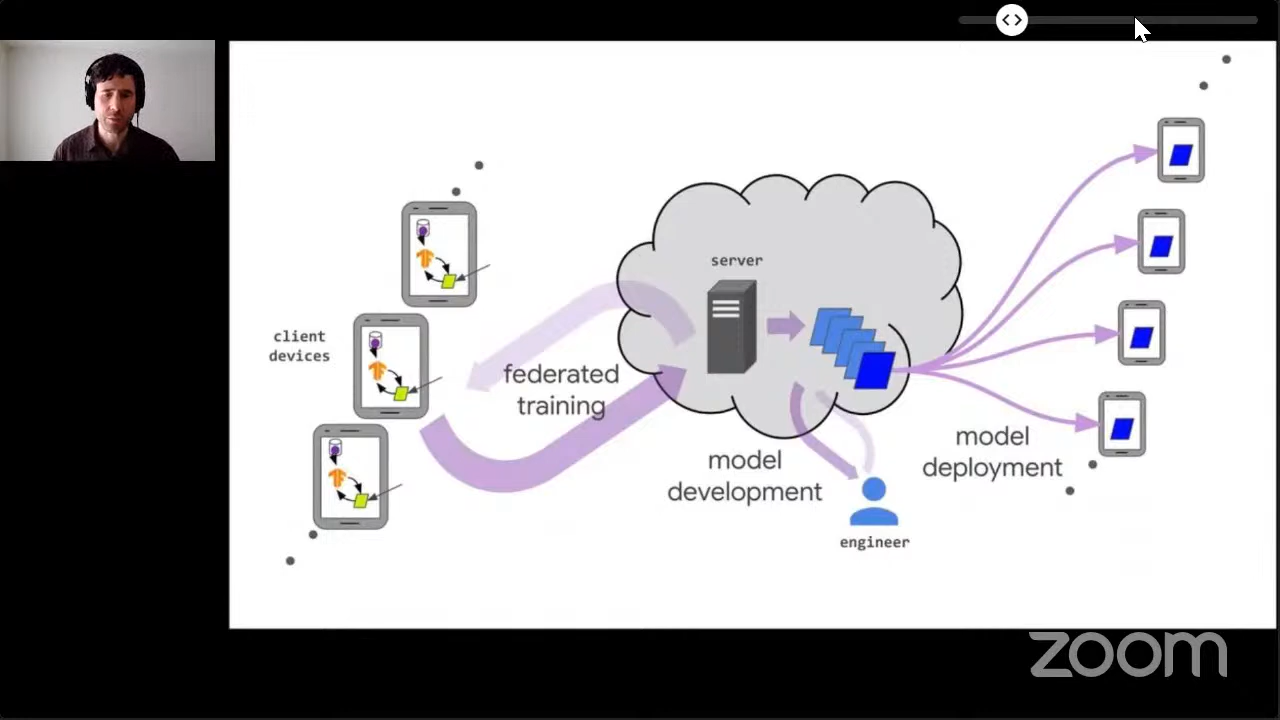 server
client
devices
federated
training
model
development
model
deployment
engineer
zoom